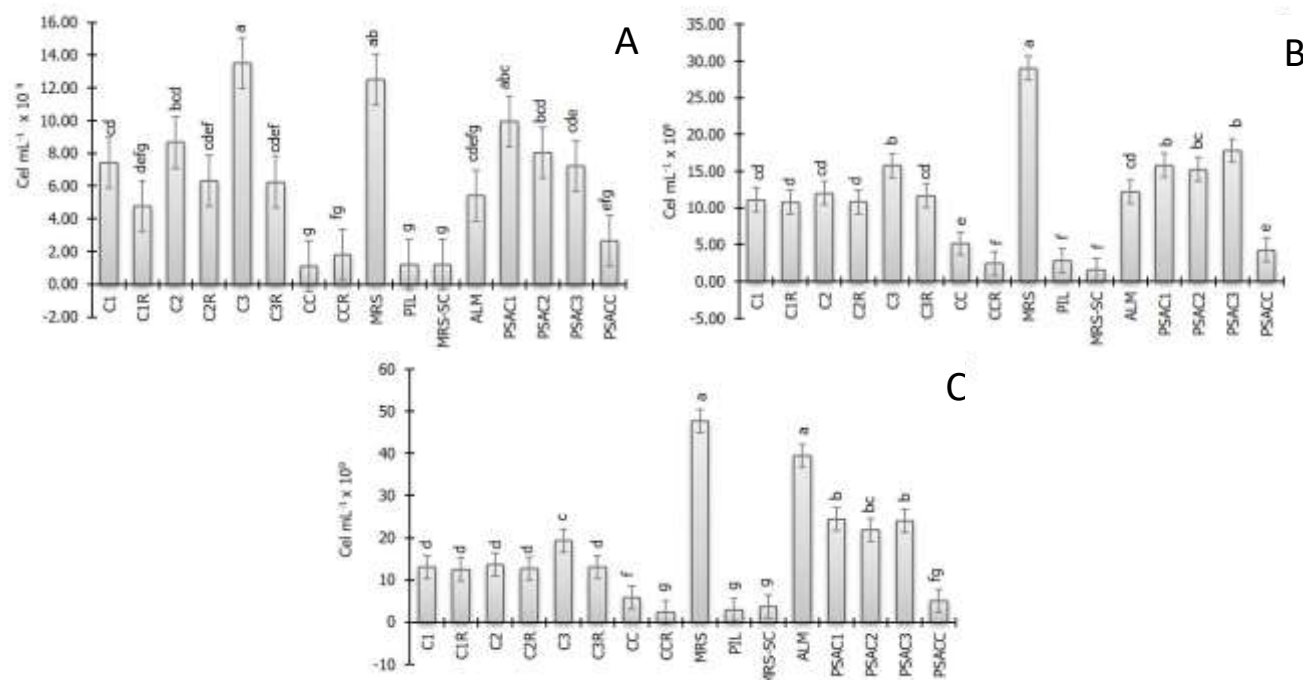 A
16.00
14.00
12.00
10.00
8.00
6.00
4.00
2.00
0.00
-2.00
Cel mL⁻¹ x 10
cd
defg
bcd
cdef
a
cdef
g
fg
ab
g
g
cdefg
abc
bcd
cde
efg
C1
C1R
C2
C2R
C3
C3R
CC
CCR
MRS
PIL
MRS-SC
ALM
PSAC1
PSAC2
PSAC3
PSACC
B
35.00
30.00
25.00
20.00
15.00
10.00
5.00
0.00
-5.00
Cel mL⁻¹ x 10
cd
d
cd
d
b
cd
e
f
a
f
f
cd
b
bc
b
e
C1
C1R
C2
C2R
C3
C3R
CC
CCR
MRS
PIL
MRS-SC
ALM
PSAC1
PSAC2
PSAC3
PSACC
C
60
50
40
30
20
10
0
-10
Cel mL⁻¹ x 10
d
d
d
d
c
d
f
g
a
g
g
a
b
bc
b
fg
C1
C1R
C2
C2R
C3
C3R
CC
CCR
MRS
PIL
MRS-SC
ALM
PSAC1
PSAC2
PSAC3
PSACC